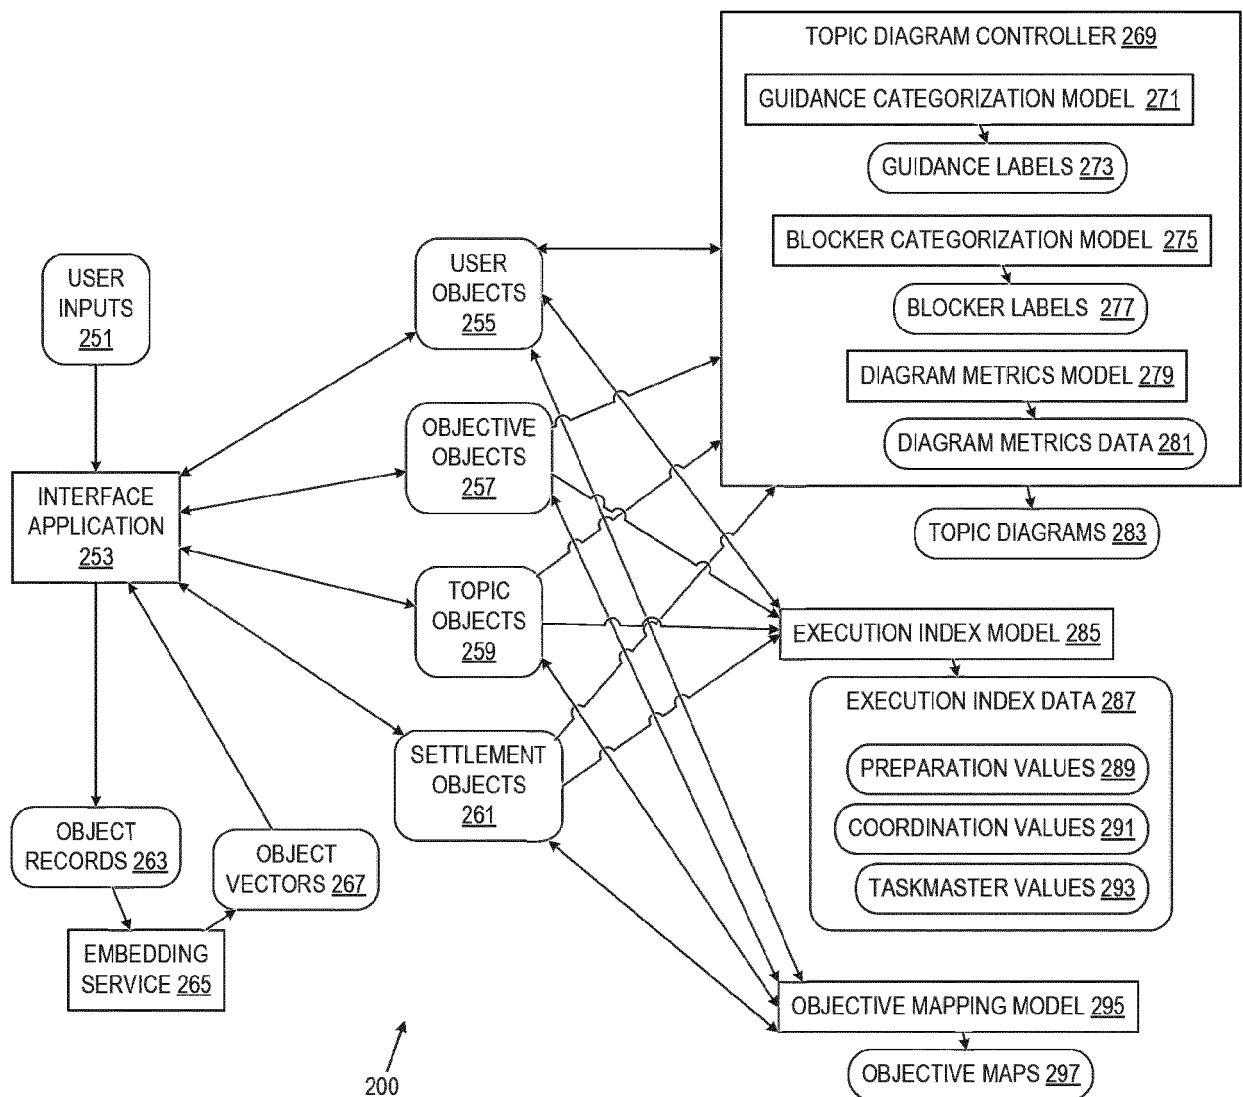 TOPIC DIAGRAM CONTROLLER 269
GUIDANCE CATEGORIZATION MODEL 271
GUIDANCE LABELS 273
BLOCKER CATEGORIZATION MODEL 275
BLOCKER LABELS 277
DIAGRAM METRICS MODEL 279
DIAGRAM METRICS DATA 281
TOPIC DIAGRAMS 283
USER
INPUTS
251
INTERFACE
APPLICATION
253
USER
OBJECTS
255
OBJECTIVE
OBJECTS
257
TOPIC
OBJECTS
259
SETTLEMENT
OBJECTS
261
OBJECT
RECORDS 263
OBJECT
VECTORS 267
EMBEDDING
SERVICE 265
EXECUTION INDEX MODEL 285
EXECUTION INDEX DATA 287
PREPARATION VALUES 289
COORDINATION VALUES 291
TASKMASTER VALUES 293
OBJECTIVE MAPPING MODEL 295
OBJECTIVE MAPS 297
200